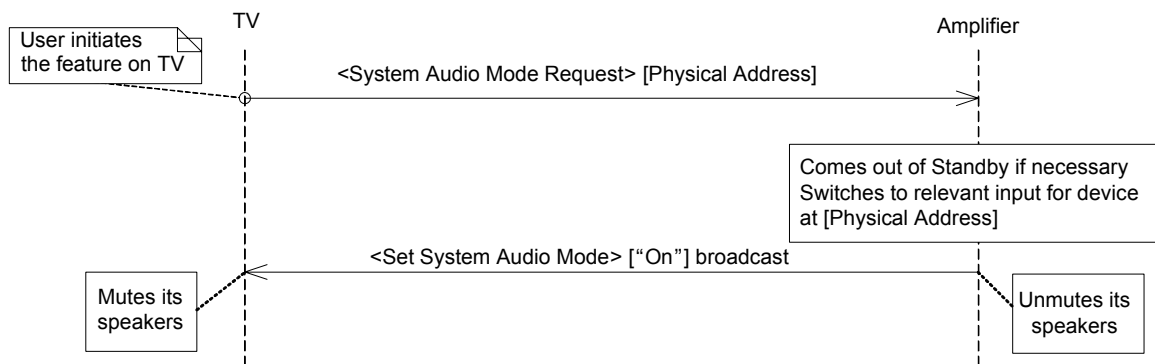 TV
Amplifier
User initiates
the feature on TV
<System Audio Mode Request> [Physical Address]
Comes out of Standby if necessary
Switches to relevant input for device
at [Physical Address]
<Set System Audio Mode> [“On”] broadcast
Mutes its
speakers
Unmutes its
speakers